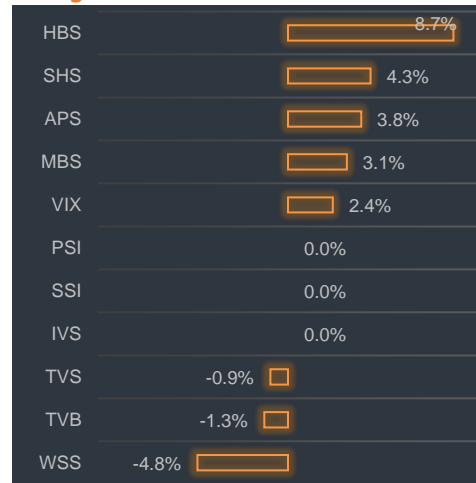 HBS 8.7%
SHS 4.3%
APS 3.8%
MBS 3.1%
VIX 2.4%
PSI 0.0%
SSI 0.0%
IVS 0.0%
TVS -0.9%
TVB -1.3%
WSS -4.8%